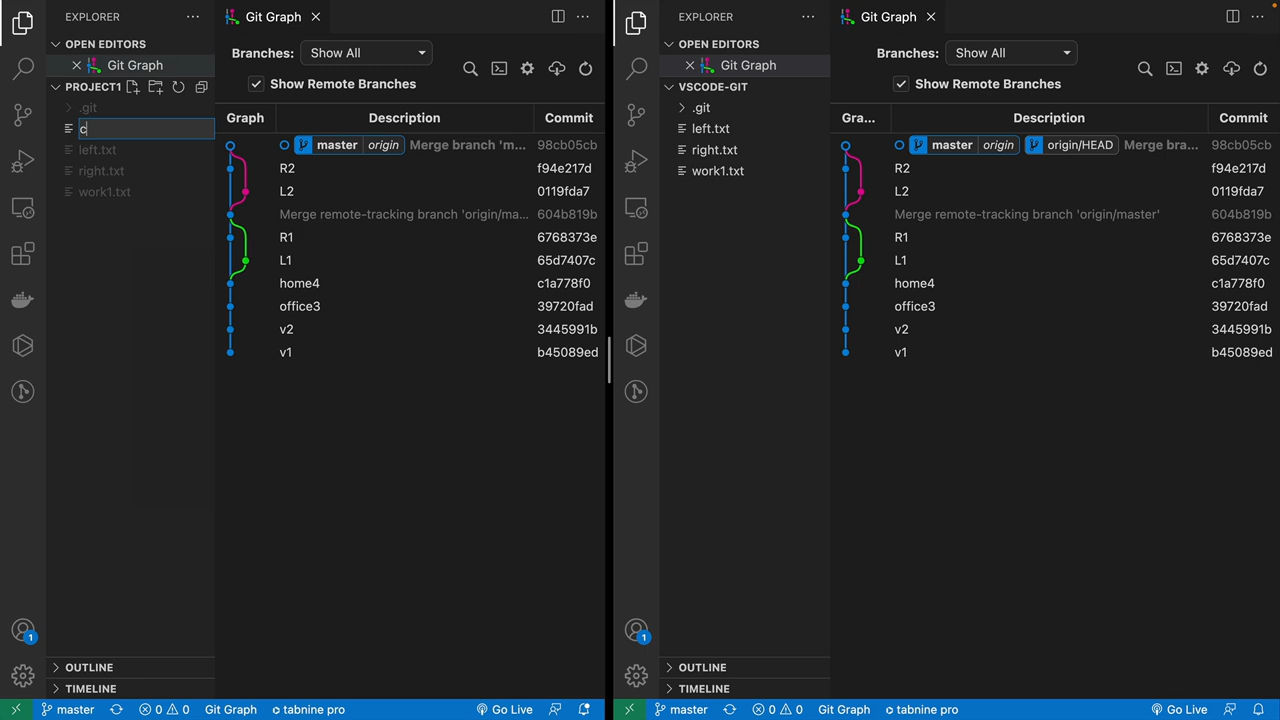 EXPLORER
OPEN EDITORS
Git Graph
PROJECT1
.git
c
left.txt
right.txt
work1.txt
OUTLINE
TIMELINE
1
Git Graph
Branches: Show All
Show Remote Branches
Graph Description Commit
master origin Merge branch 'm... 98cb05cb
R2 f94e217d
L2 0119fda7
Merge remote-tracking branch 'origin/ma... 604b819b
R1 6768373e
L1 65d7407c
home4 c1a778f0
office3 39720fad
v2 3445991b
v1 b45089ed
master 0 0 Git Graph tabnine pro Go Live
EXPLORER
OPEN EDITORS
Git Graph
VSCODE-GIT
.git
left.txt
right.txt
work1.txt
OUTLINE
TIMELINE
1
Git Graph
Branches: Show All
Show Remote Branches
Gra... Description Commit
master origin origin/HEAD Merge bra... 98cb05cb
R2 f94e217d
L2 0119fda7
Merge remote-tracking branch 'origin/master' 604b819b
R1 6768373e
L1 65d7407c
home4 c1a778f0
office3 39720fad
v2 3445991b
v1 b45089ed
master 0 0 Git Graph tabnine pro Go Live